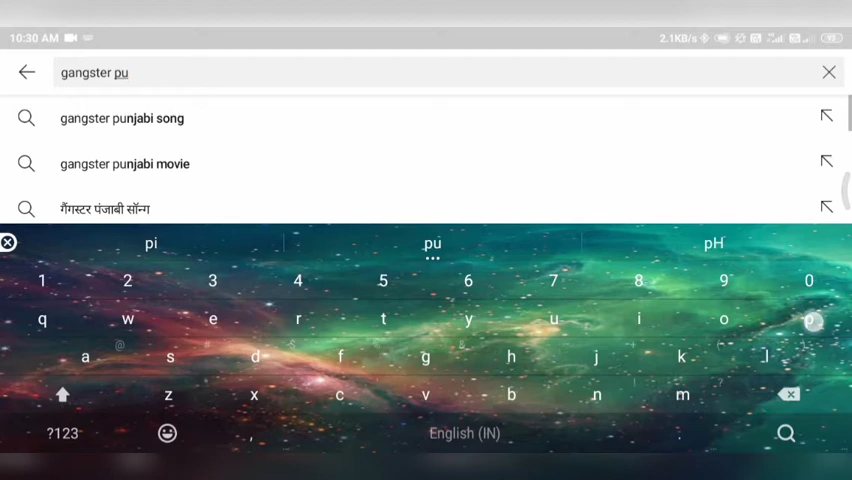 10:30 AM 2.1KB/s 93
gangster pu
gangster punjabi song
gangster punjabi movie
गैंगस्टर पंजाबी सॉन्ग
pi pu pH
1 2 3 4 5 6 7 8 9 0
q w e r t y u i o p
@ # $ & + ( )
a s d f g h j k l
* ! ?
z x c v b n m
?123 , English (IN) .